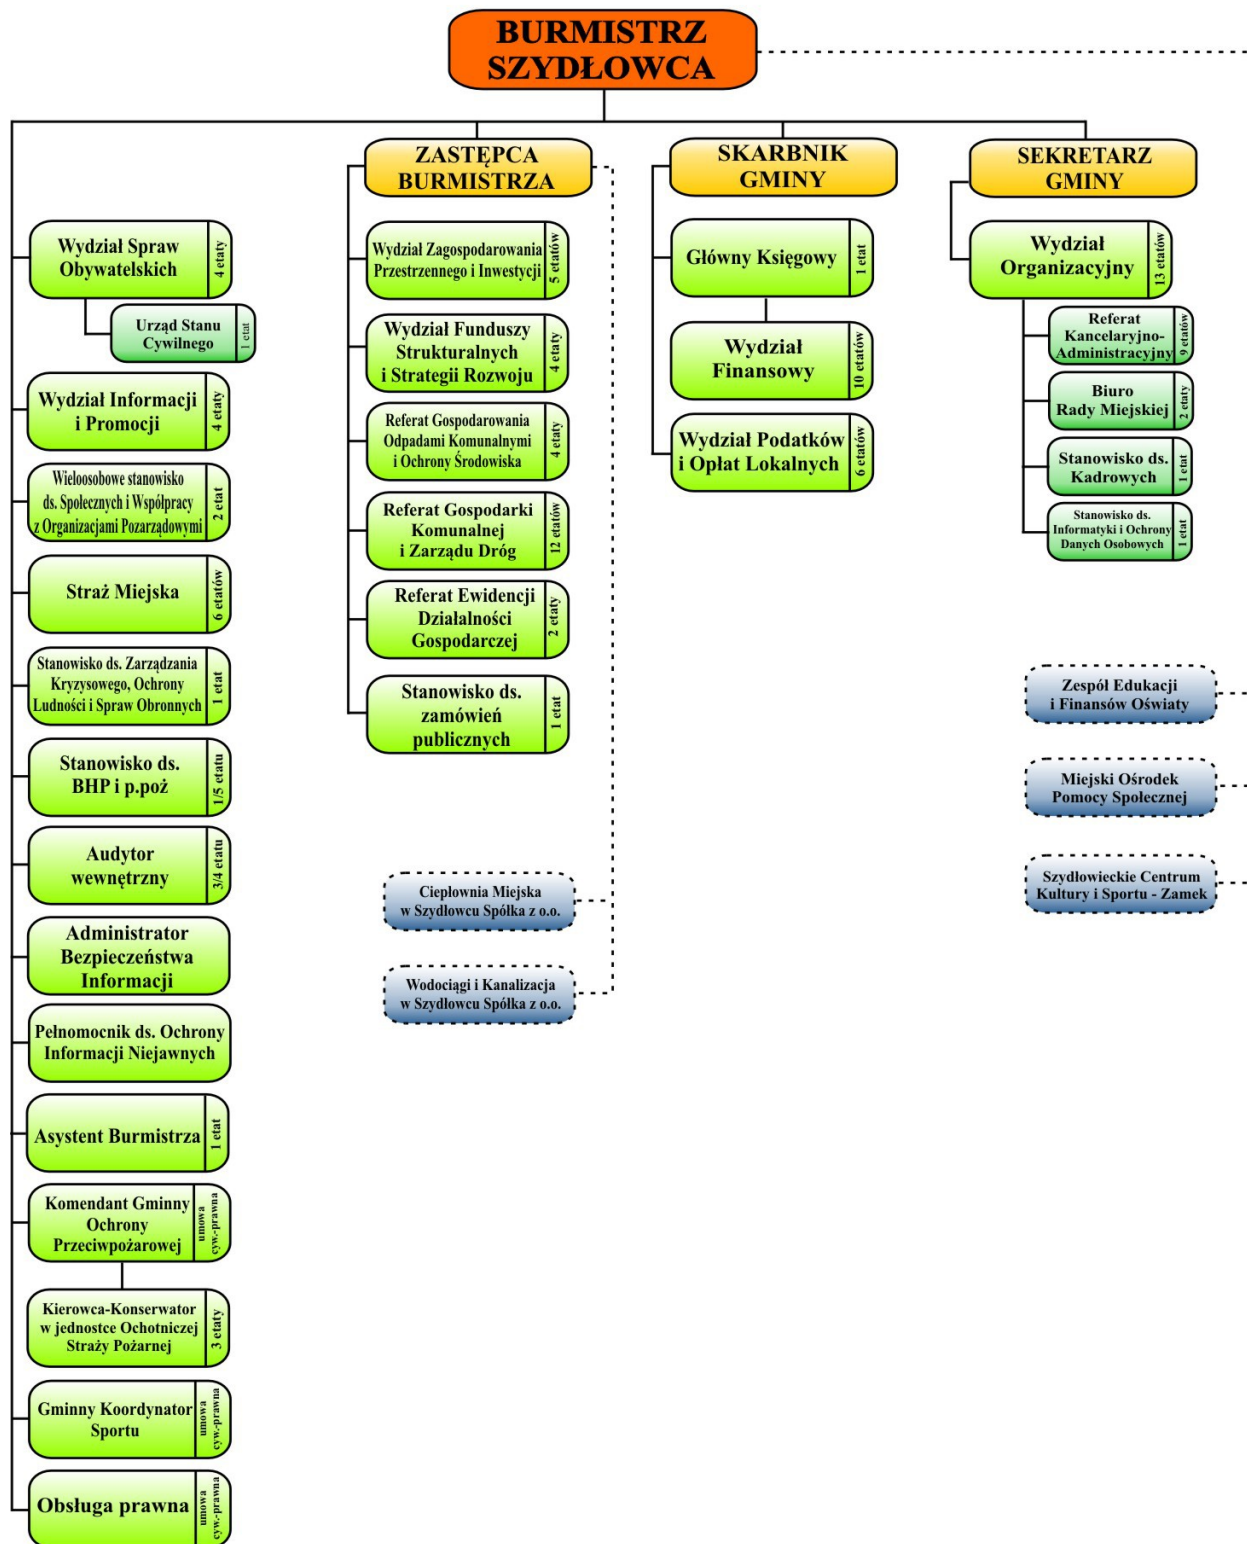 BURMISTRZ
SZYDŁOWCA
ZASTĘPCA
BURMISTRZA
SKARBNIK
GMINY
SEKRETARZ
GMINY
Wydział Spraw
Obywatelskich
4 etaty
Urząd Stanu
Cywilnego
1 etat
Wydział Informacji
i Promocji
4 etaty
Wieloosobowe stanowisko
ds. Społecznych i Współpracy
z Organizacjami Pozarządowymi
2 etat
Straż Miejska
6 etatów
Stanowisko ds. Zarządzania
Kryzysowego, Ochrony
Ludności i Spraw Obronnych
1 etat
Stanowisko ds.
BHP i p.poż
1/5 etatu
Audytor
wewnętrzny
3/4 etatu
Administrator
Bezpieczeństwa
Informacji
Pełnomocnik ds. Ochrony
Informacji Niejawnych
Asystent Burmistrza
1 etat
Komendant Gminny
Ochrony
Przeciwpożarowej
umowa
cyw.-prawna
Kierowca-Konserwator
w jednostce Ochotniczej
Straży Pożarnej
3 etaty
Gminny Koordynator
Sportu
umowa
cyw.-prawna
Obsługa prawna
umowa
cyw.-prawna
Wydział Zagospodarowania
Przestrzennego i Inwestycji
5 etatów
Wydział Funduszy
Strukturalnych
i Strategii Rozwoju
4 etaty
Referat Gospodarowania
Odpadami Komunalnymi
i Ochrony Środowiska
4 etaty
Referat Gospodarki
Komunalnej
i Zarządu Dróg
12 etatów
Referat Ewidencji
Działalności
Gospodarczej
2 etaty
Stanowisko ds.
zamówień
publicznych
1 etat
Ciepłownia Miejska
w Szydłowcu Spółka z o.o.
Wodociągi i Kanalizacja
w Szydłowcu Spółka z o.o.
Główny Księgowy
1 etat
Wydział
Finansowy
10 etatów
Wydział Podatków
i Opłat Lokalnych
6 etatów
Wydział
Organizacyjny
13 etatów
Referat
Kancelaryjno-
Administracyjny
9 etatów
Biuro
Rady Miejskiej
2 etaty
Stanowisko ds.
Kadrowych
1 etat
Stanowisko ds.
Informatyki i Ochrony
Danych Osobowych
1 etat
Zespół Edukacji
i Finansów Oświaty
Miejski Ośrodek
Pomocy Społecznej
Szydłowieckie Centrum
Kultury i Sportu - Zamek